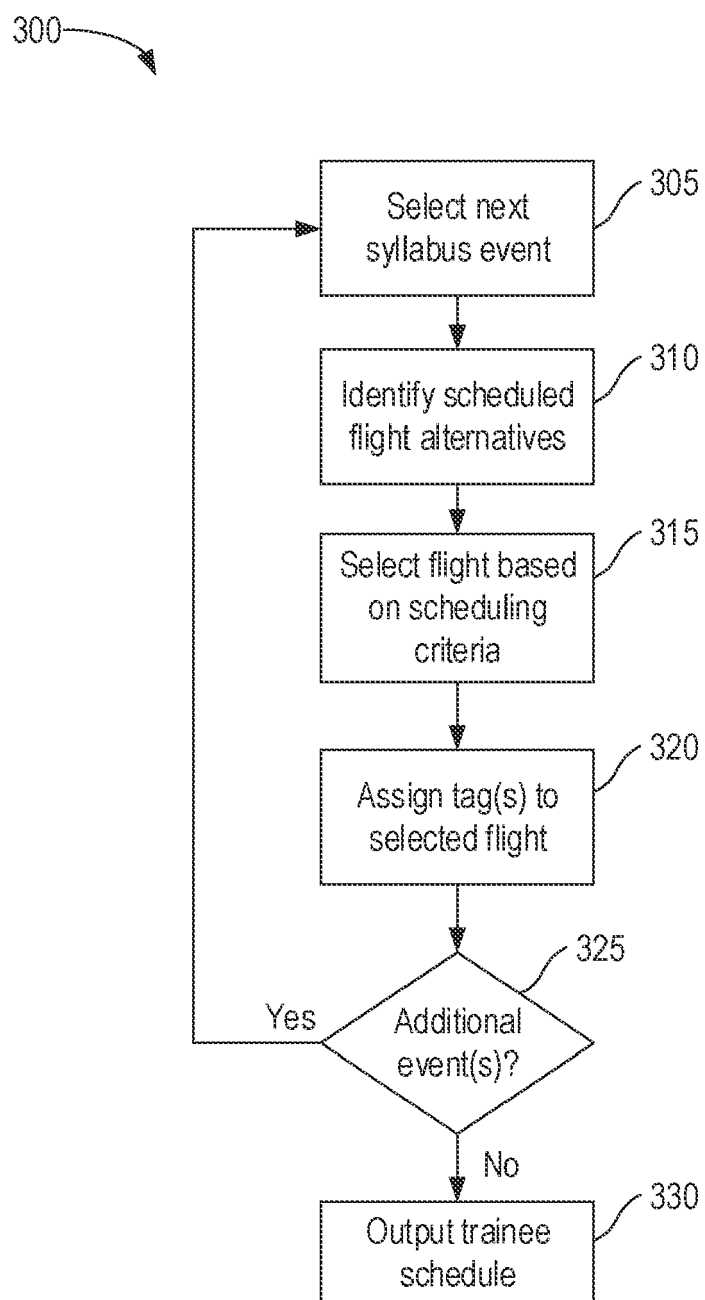 300
305
Select next
syllabus event
310
Identify scheduled
flight alternatives
315
Select flight based
on scheduling
criteria
320
Assign tag(s) to
selected flight
325
Yes
Additional
event(s)?
No
330
Output trainee
schedule